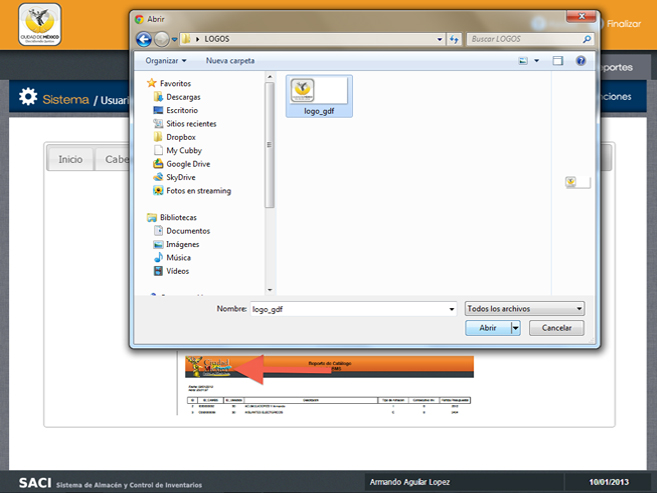 CIUDAD DE MÉXICO
Abrir
Finalizar
LOGOS
Buscar LOGOS
Organizar
Nueva carpeta
portes
Sistema / Usuari
nciones
Favoritos
Descargas
Escritorio
Sitios recientes
Dropbox
My Cubby
Google Drive
SkyDrive
Fotos en streaming
Bibliotecas
Documentos
Imágenes
Música
Vídeos
logo_gdf
Inicio
Cabe
Nombre:
logo_gdf
Todos los archivos
Abrir
Cancelar
Ciudad
Reporte de Catálogo
SACI
Sistema de Almacén y Control de Inventarios
Armando Aguilar Lopez
10/01/2013